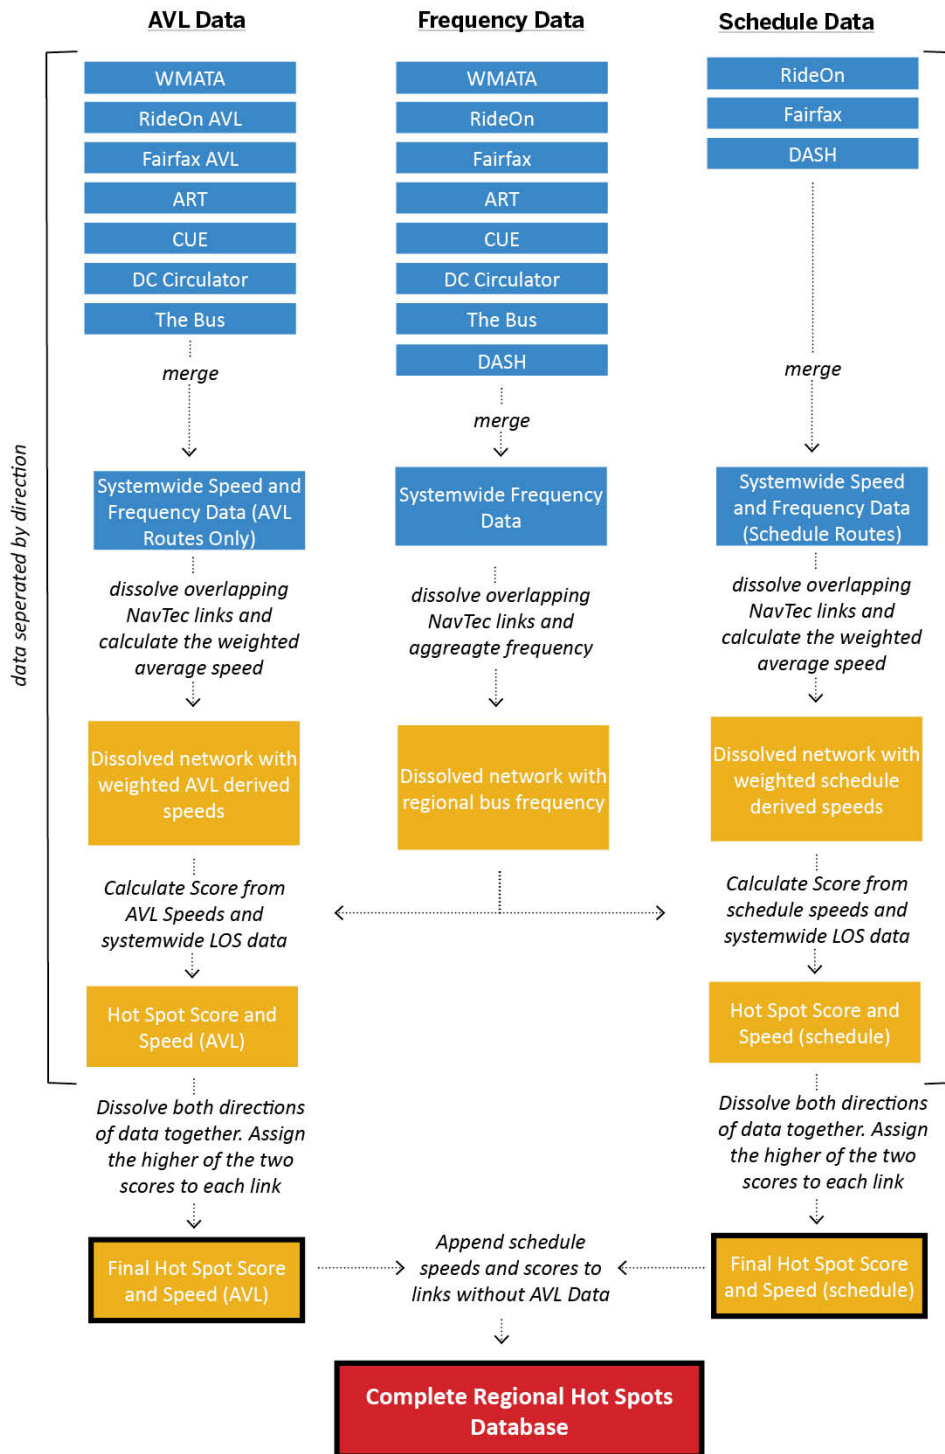 AVL Data
WMATA
RideOn AVL
Fairfax AVL
ART
CUE
DC Circulator
The Bus
merge
Systemwide Speed and
Frequency Data (AVL
Routes Only)
dissolve overlapping
NavTec links and
calculate the weighted
average speed
Dissolved network with
weighted AVL derived
speeds
Calculate Score from
AVL Speeds and
systemwide LOS data
Hot Spot Score and
Speed (AVL)
Dissolve both directions
of data together. Assign
the higher of the two
scores to each link
Final Hot Spot Score
and Speed (AVL)
Frequency Data
WMATA
RideOn
Fairfax
ART
CUE
DC Circulator
The Bus
DASH
merge
Systemwide Frequency
Data
dissolve overlapping
NavTec links and
aggreagte frequency
Dissolved network with
regional bus frequency
Schedule Data
RideOn
Fairfax
DASH
merge
Systemwide Speed
and Frequency Data
(Schedule Routes)
dissolve overlapping
NavTec links and
calculate the weighted
average speed
Dissolved network with
weighted schedule
derived speeds
Calculate Score from
schedule speeds and
systemwide LOS data
Hot Spot Score and
Speed (schedule)
Dissolve both directions
of data together. Assign
the higher of the two
scores to each link
Final Hot Spot Score
and Speed (schedule)
data seperated by direction
Append schedule
speeds and scores to
links without AVL Data
Complete Regional Hot Spots
Database